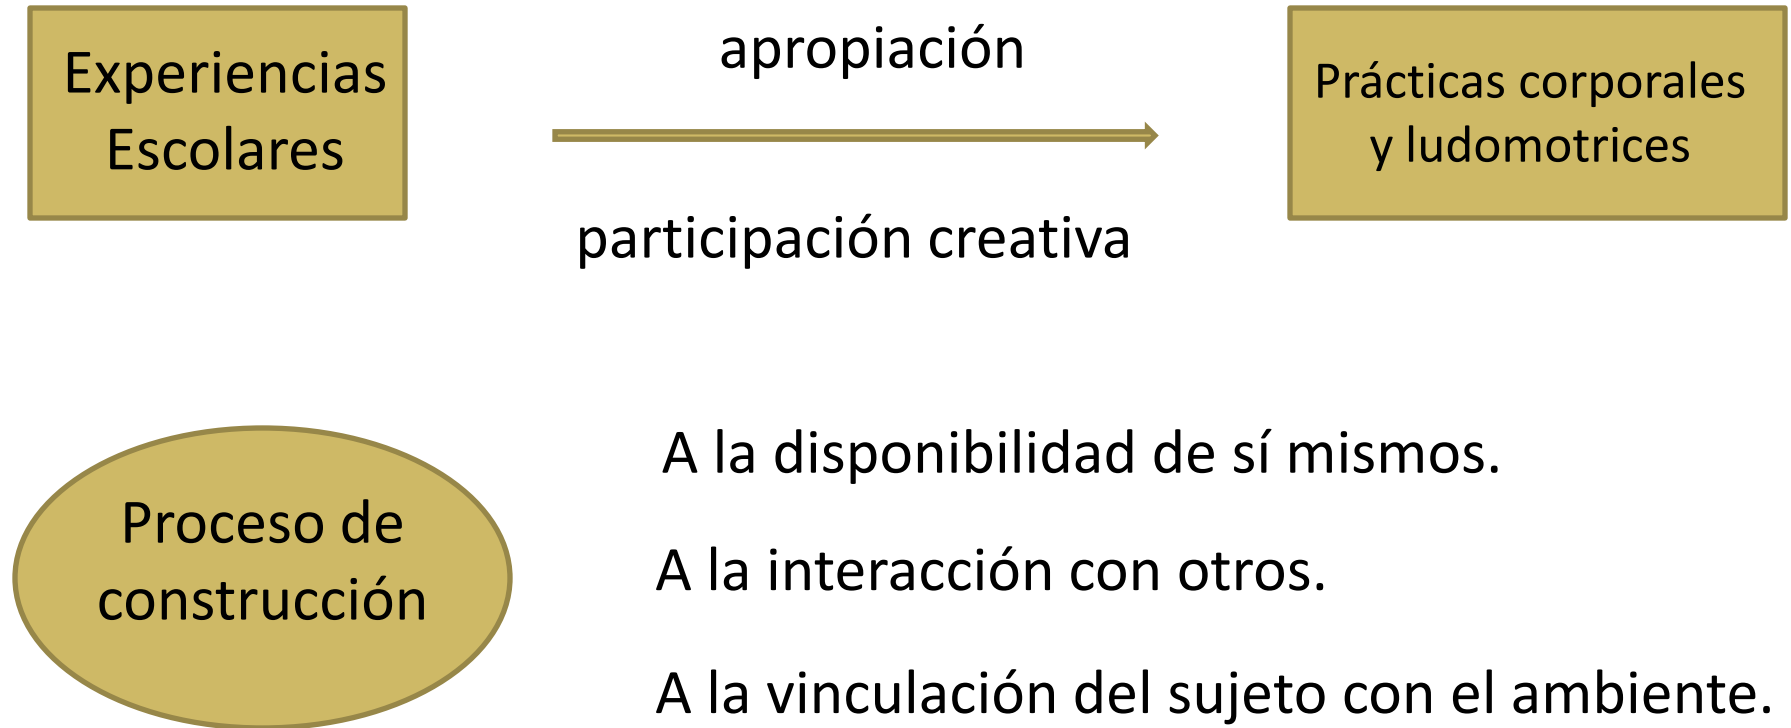 Experiencias
Escolares
apropiación
participación creativa
Prácticas corporales
y ludomotrices
Proceso de
construcción
A la disponibilidad de sí mismos.
A la interacción con otros.
A la vinculación del sujeto con el ambiente.